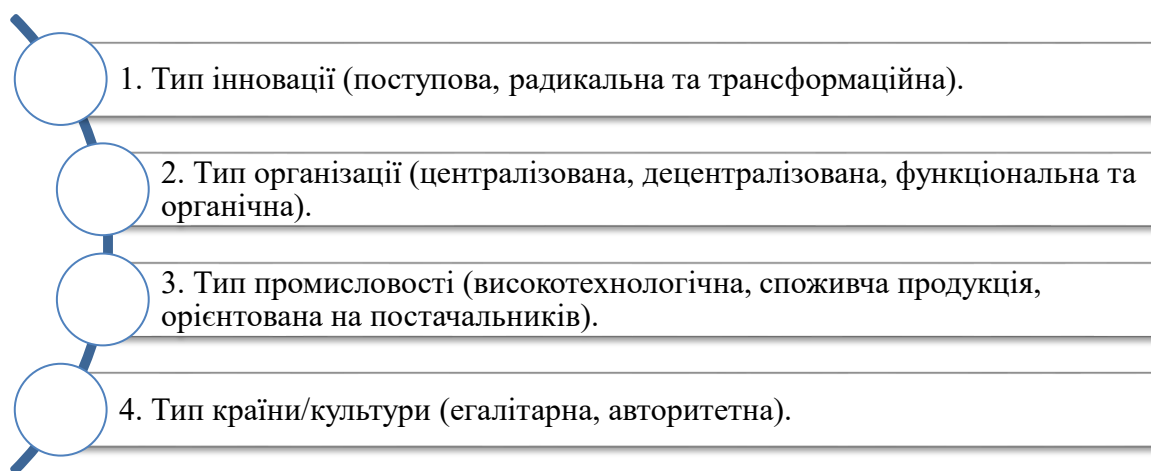 1. Тип інновації (поступова, радикальна та трансформаційна).
2. Тип організації (централізована, децентралізована, функціональна та
органічна).
3. Тип промисловості (високотехнологічна, споживча продукція,
орієнтована на постачальників).
4. Тип країни/культури (егалітарна, авторитетна).